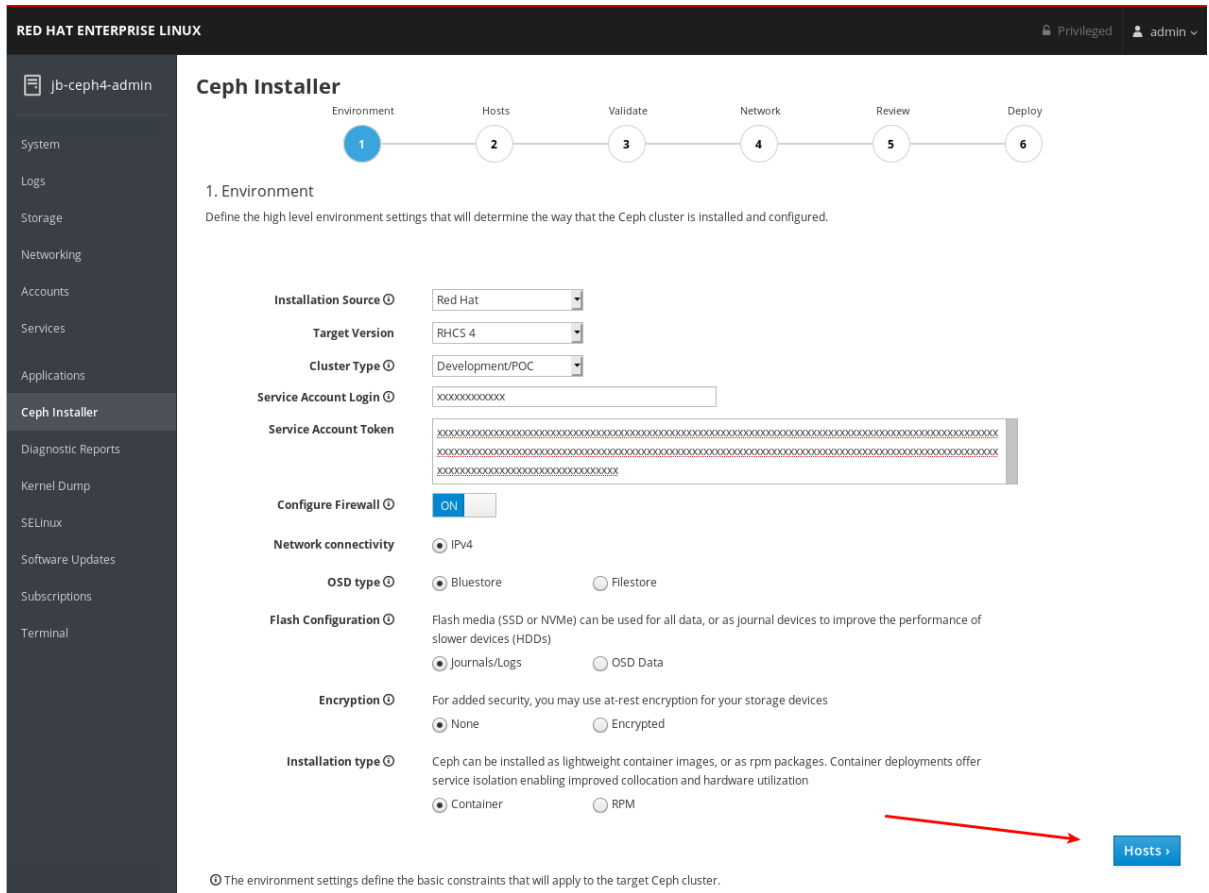 RED HAT ENTERPRISE LINUX
Privileged
admin
jb-ceph4-admin
System
Logs
Storage
Networking
Accounts
Services
Applications
Ceph Installer
Diagnostic Reports
Kernel Dump
SELinux
Software Updates
Subscriptions
Terminal
Ceph Installer
Environment Hosts Validate Network Review Deploy
1 2 3 4 5 6
1. Environment
Define the high level environment settings that will determine the way that the Ceph cluster is installed and configured.
Installation Source Red Hat
Target Version RHCS 4
Cluster Type Development/POC
Service Account Login xxxxxxxxxxxx
Service Account Token
Configure Firewall ON
Network connectivity IPv4
OSD type Bluestore Filestore
Flash Configuration Flash media (SSD or NVMe) can be used for all data, or as journal devices to improve the performance of
slower devices (HDDs)
Journals/Logs OSD Data
Encryption For added security, you may use at-rest encryption for your storage devices
None Encrypted
Installation type Ceph can be installed as lightweight container images, or as rpm packages. Container deployments offer
service isolation enabling improved collocation and hardware utilization
Container RPM
Hosts ›
The environment settings define the basic constraints that will apply to the target Ceph cluster.